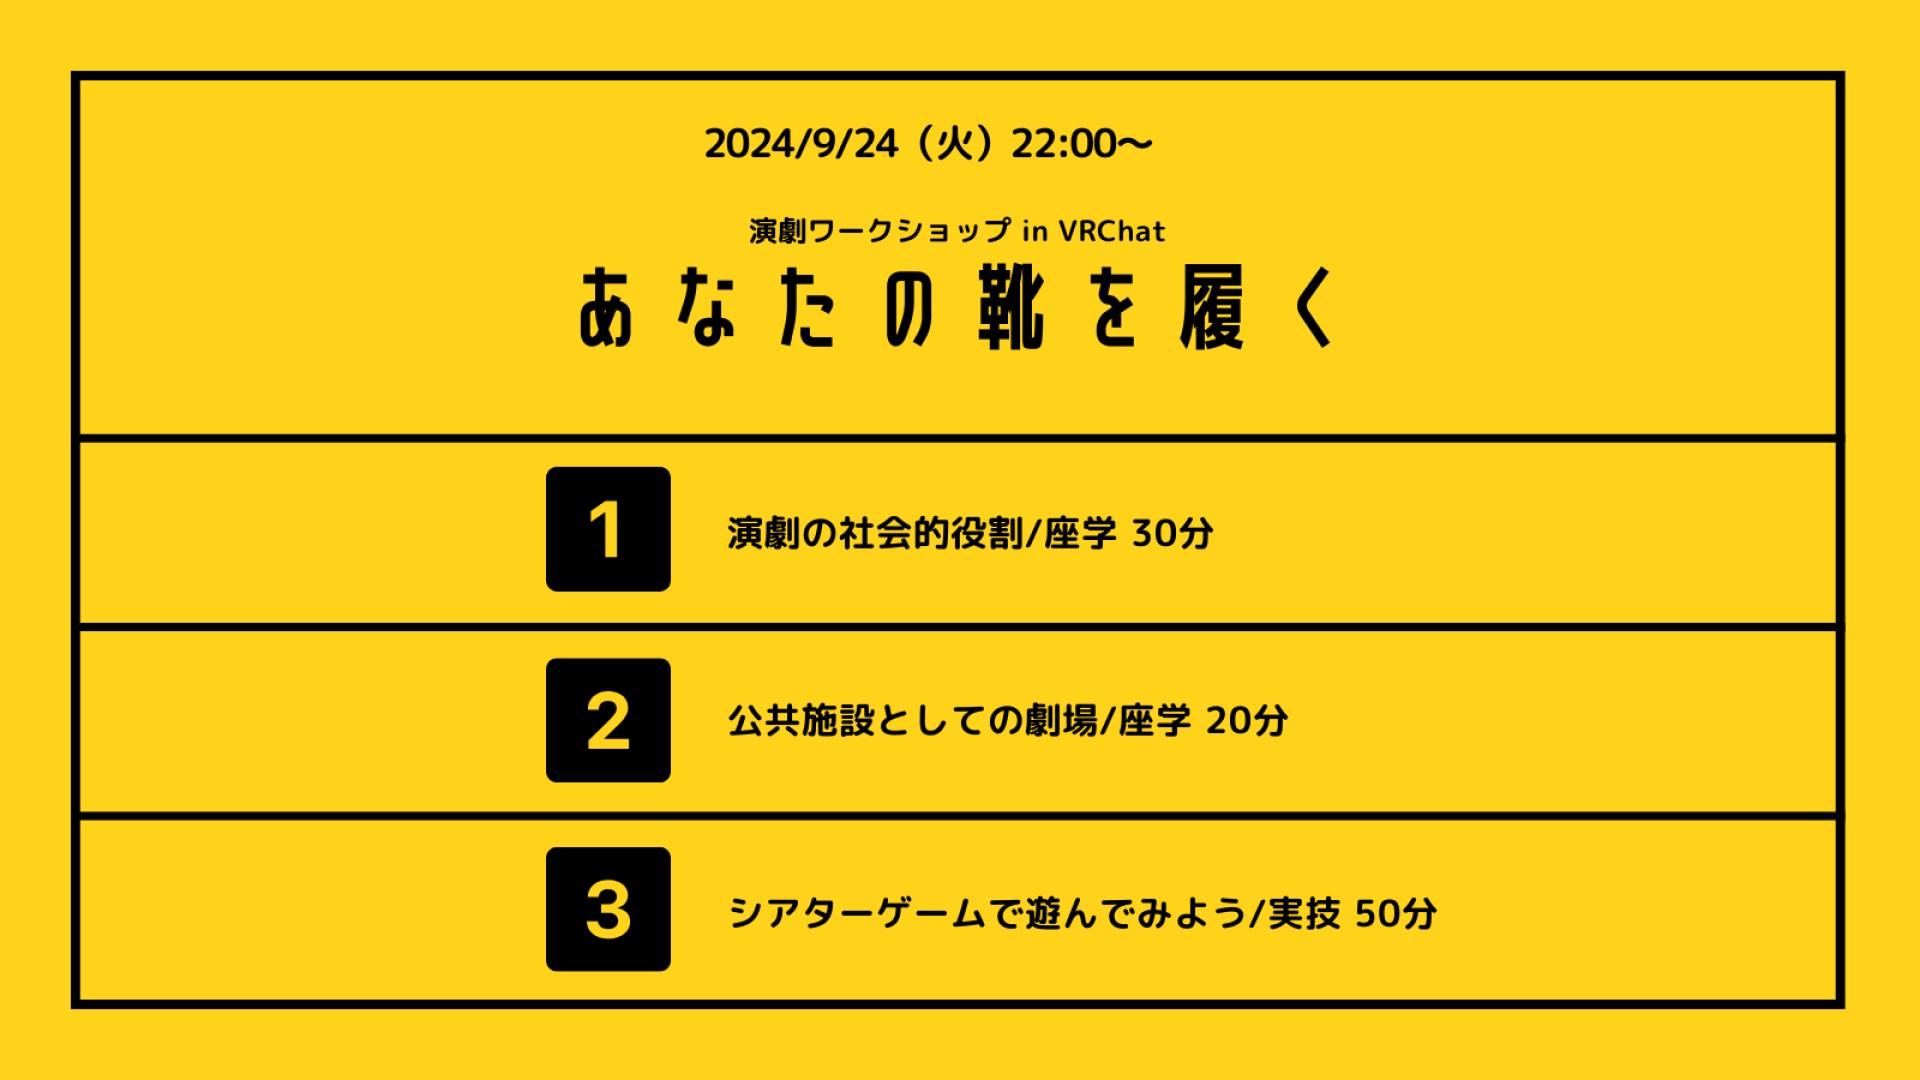 2024/9/24（火）22:00〜
演劇ワークショップ in VRChat
あなたの靴を履く
1
演劇の社会的役割/座学 30分
2
公共施設としての劇場/座学 20分
3
シアターゲームで遊んでみよう/実技 50分